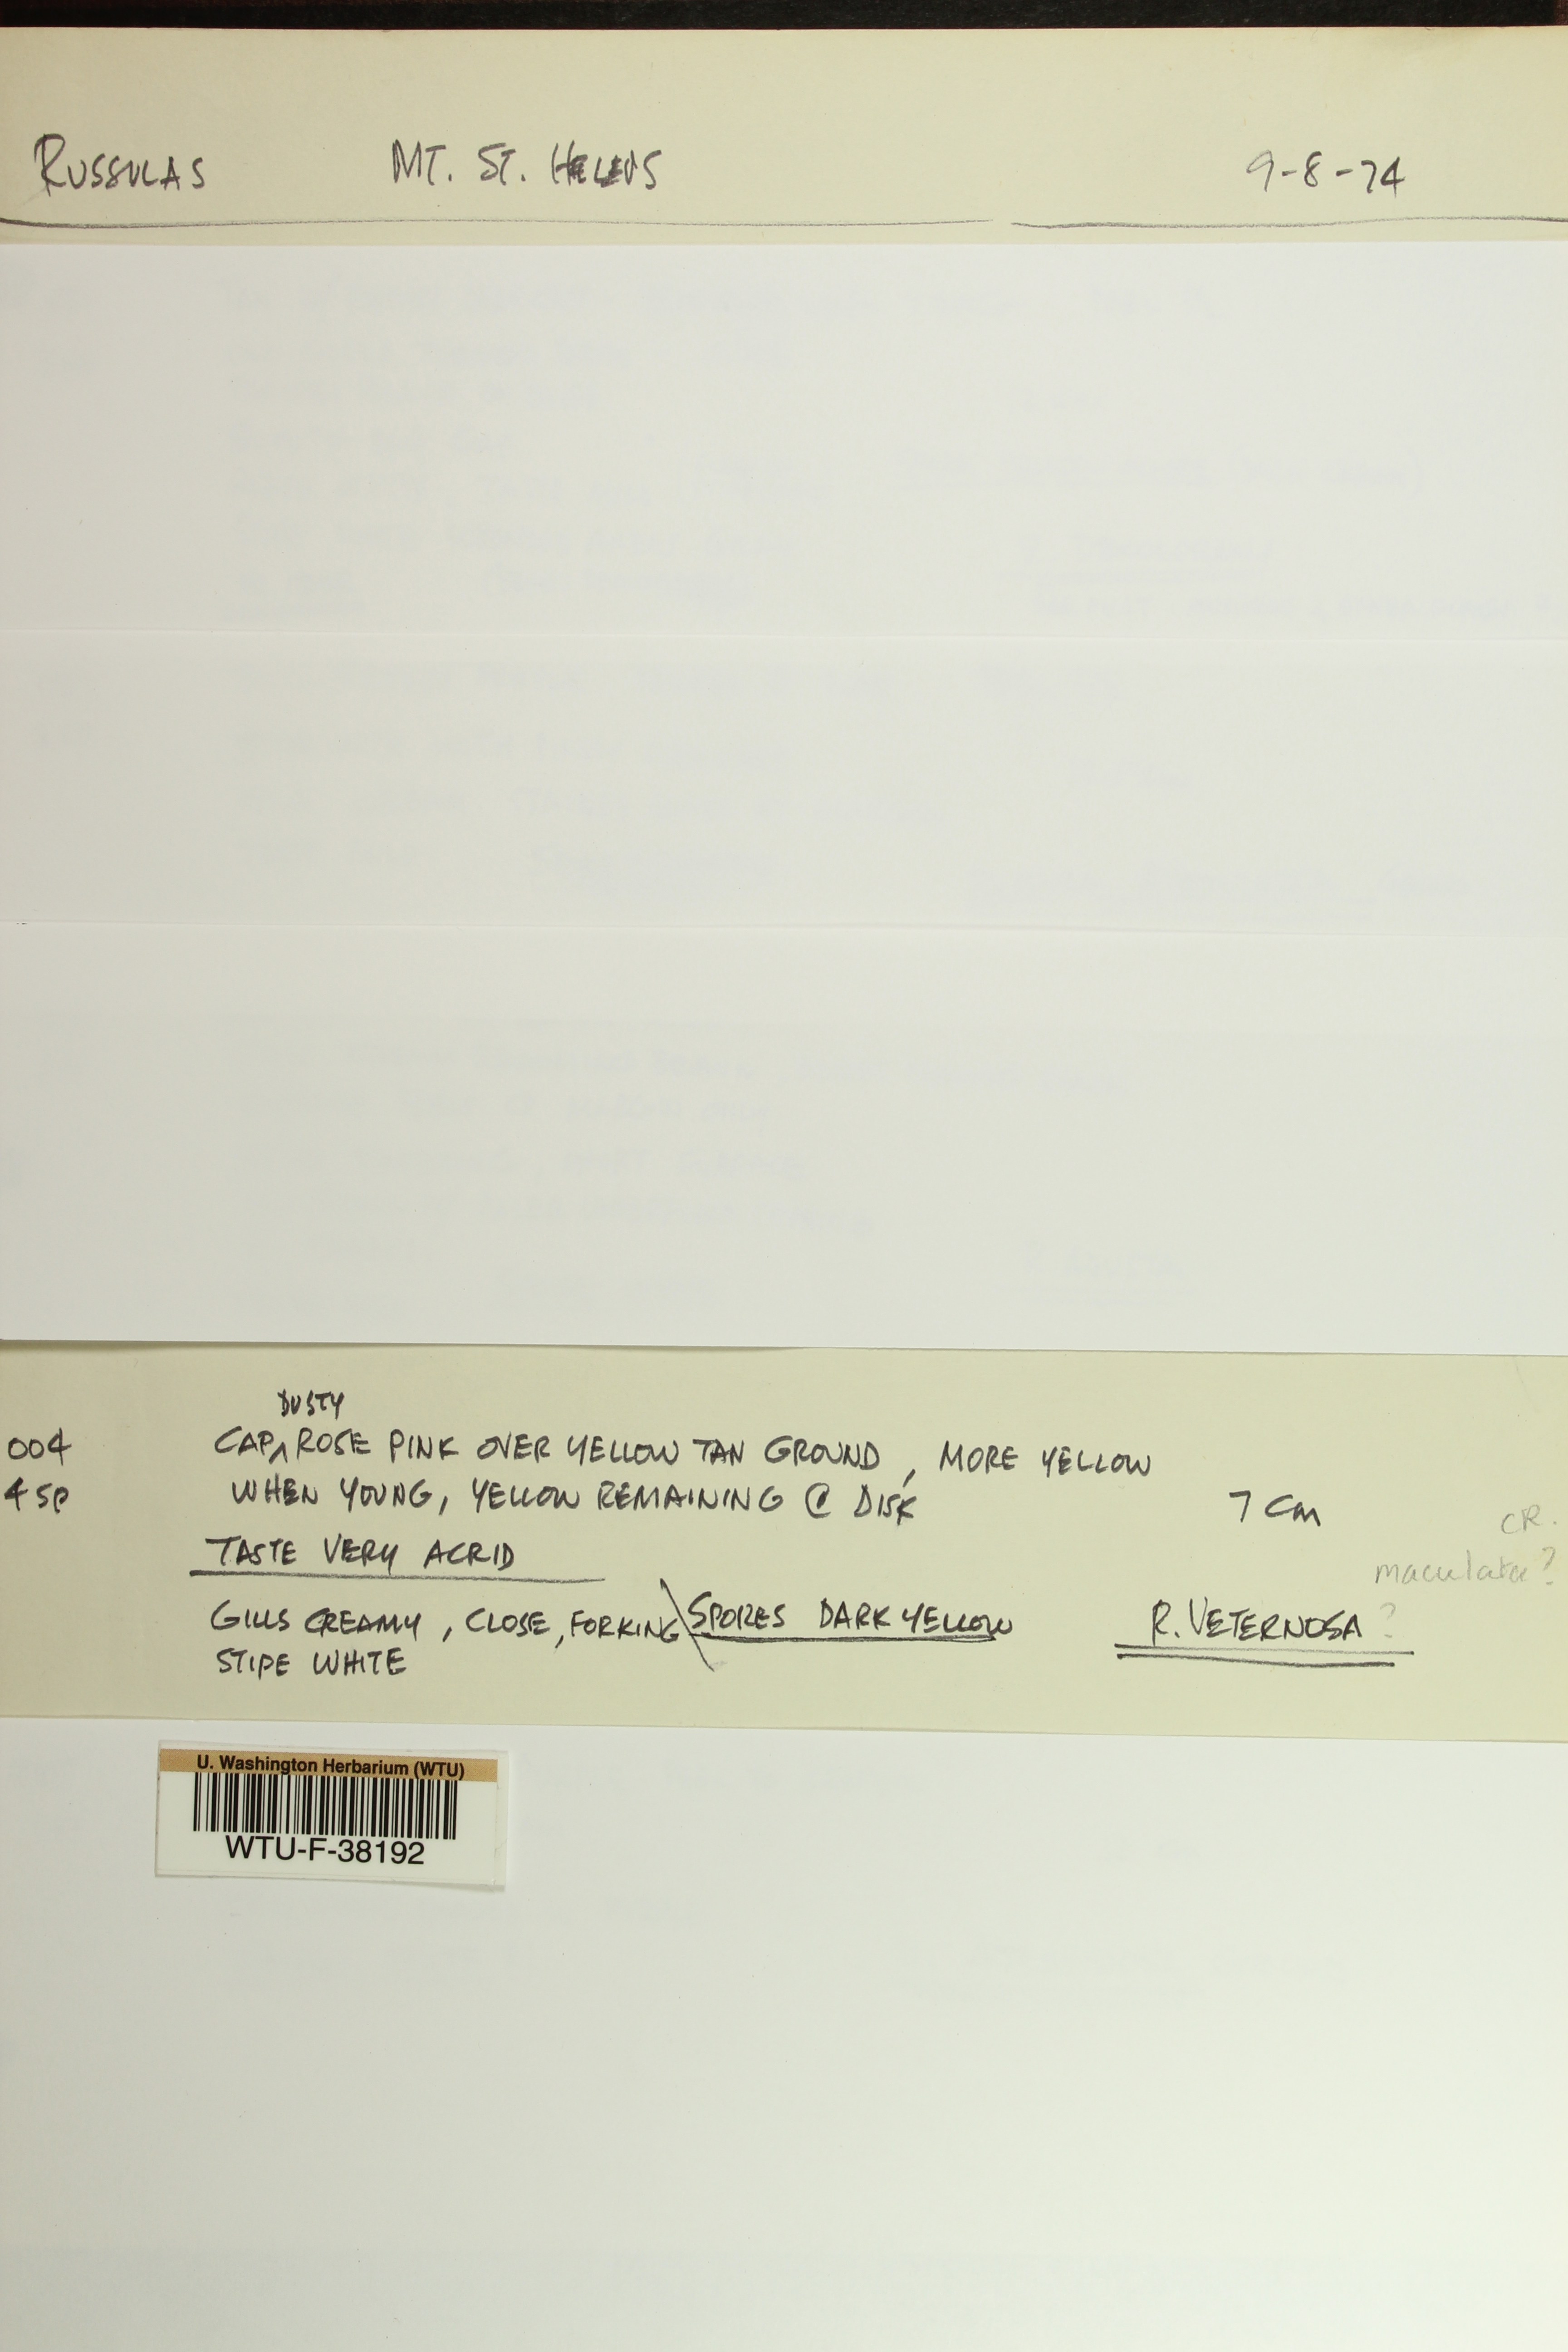 RUSSULAS MT. ST. HELENS 9-8-74
DUSTY
004 CAP^ ROSE PINK OVER YELLOW TAN GROUND, MORE YELLOW
4 SP WHEN YOUNG, YELLOW REMAINING @ DISK 7 cm CR.
TASTE VERY ACRID maculata?
GILLS CREAMY, CLOSE, FORKING \ SPORES DARK YELLOW R. VETERNOSA?
STIPE WHITE
U. Washington Herbarium (WTU)
WTU-F-38192